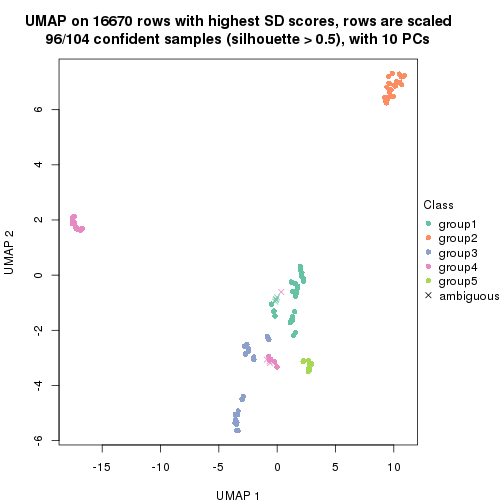 UMAP on 16670 rows with highest SD scores, rows are scaled
96/104 confident samples (silhouette > 0.5), with 10 PCs
6
4
2
0
-2
-4
-6
UMAP 2
-15
-10
-5
0
5
10
UMAP 1
Class
group1
group2
group3
group4
group5
ambiguous